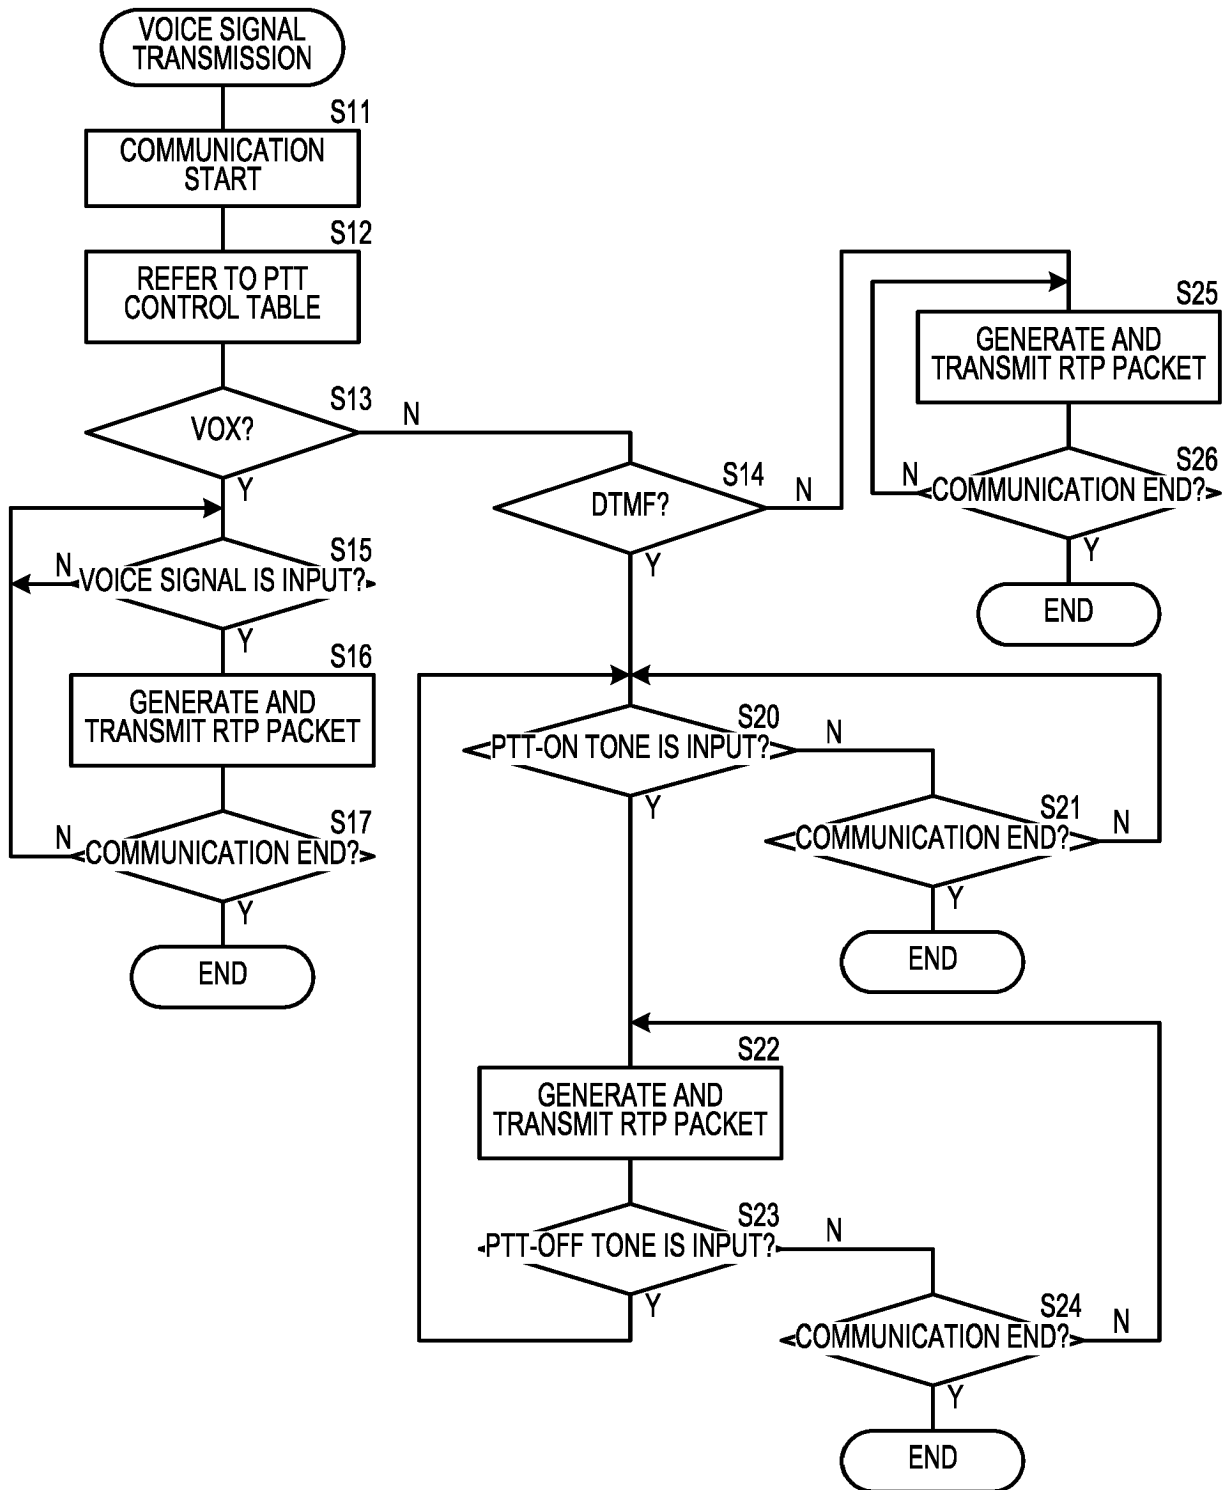 VOICE SIGNAL
TRANSMISSION
S11
COMMUNICATION
START
S12
REFER TO PTT
CONTROL TABLE
S13
VOX?
N
Y
S14
DTMF?
N
Y
S15
N
VOICE SIGNAL IS INPUT?
Y
S16
GENERATE AND
TRANSMIT RTP PACKET
S17
N
COMMUNICATION END?
Y
END
S25
GENERATE AND
TRANSMIT RTP PACKET
S26
N
COMMUNICATION END?
Y
END
S20
PTT-ON TONE IS INPUT?
N
Y
S21
COMMUNICATION END?
N
Y
END
S22
GENERATE AND
TRANSMIT RTP PACKET
S23
PTT-OFF TONE IS INPUT?
N
Y
S24
COMMUNICATION END?
N
Y
END